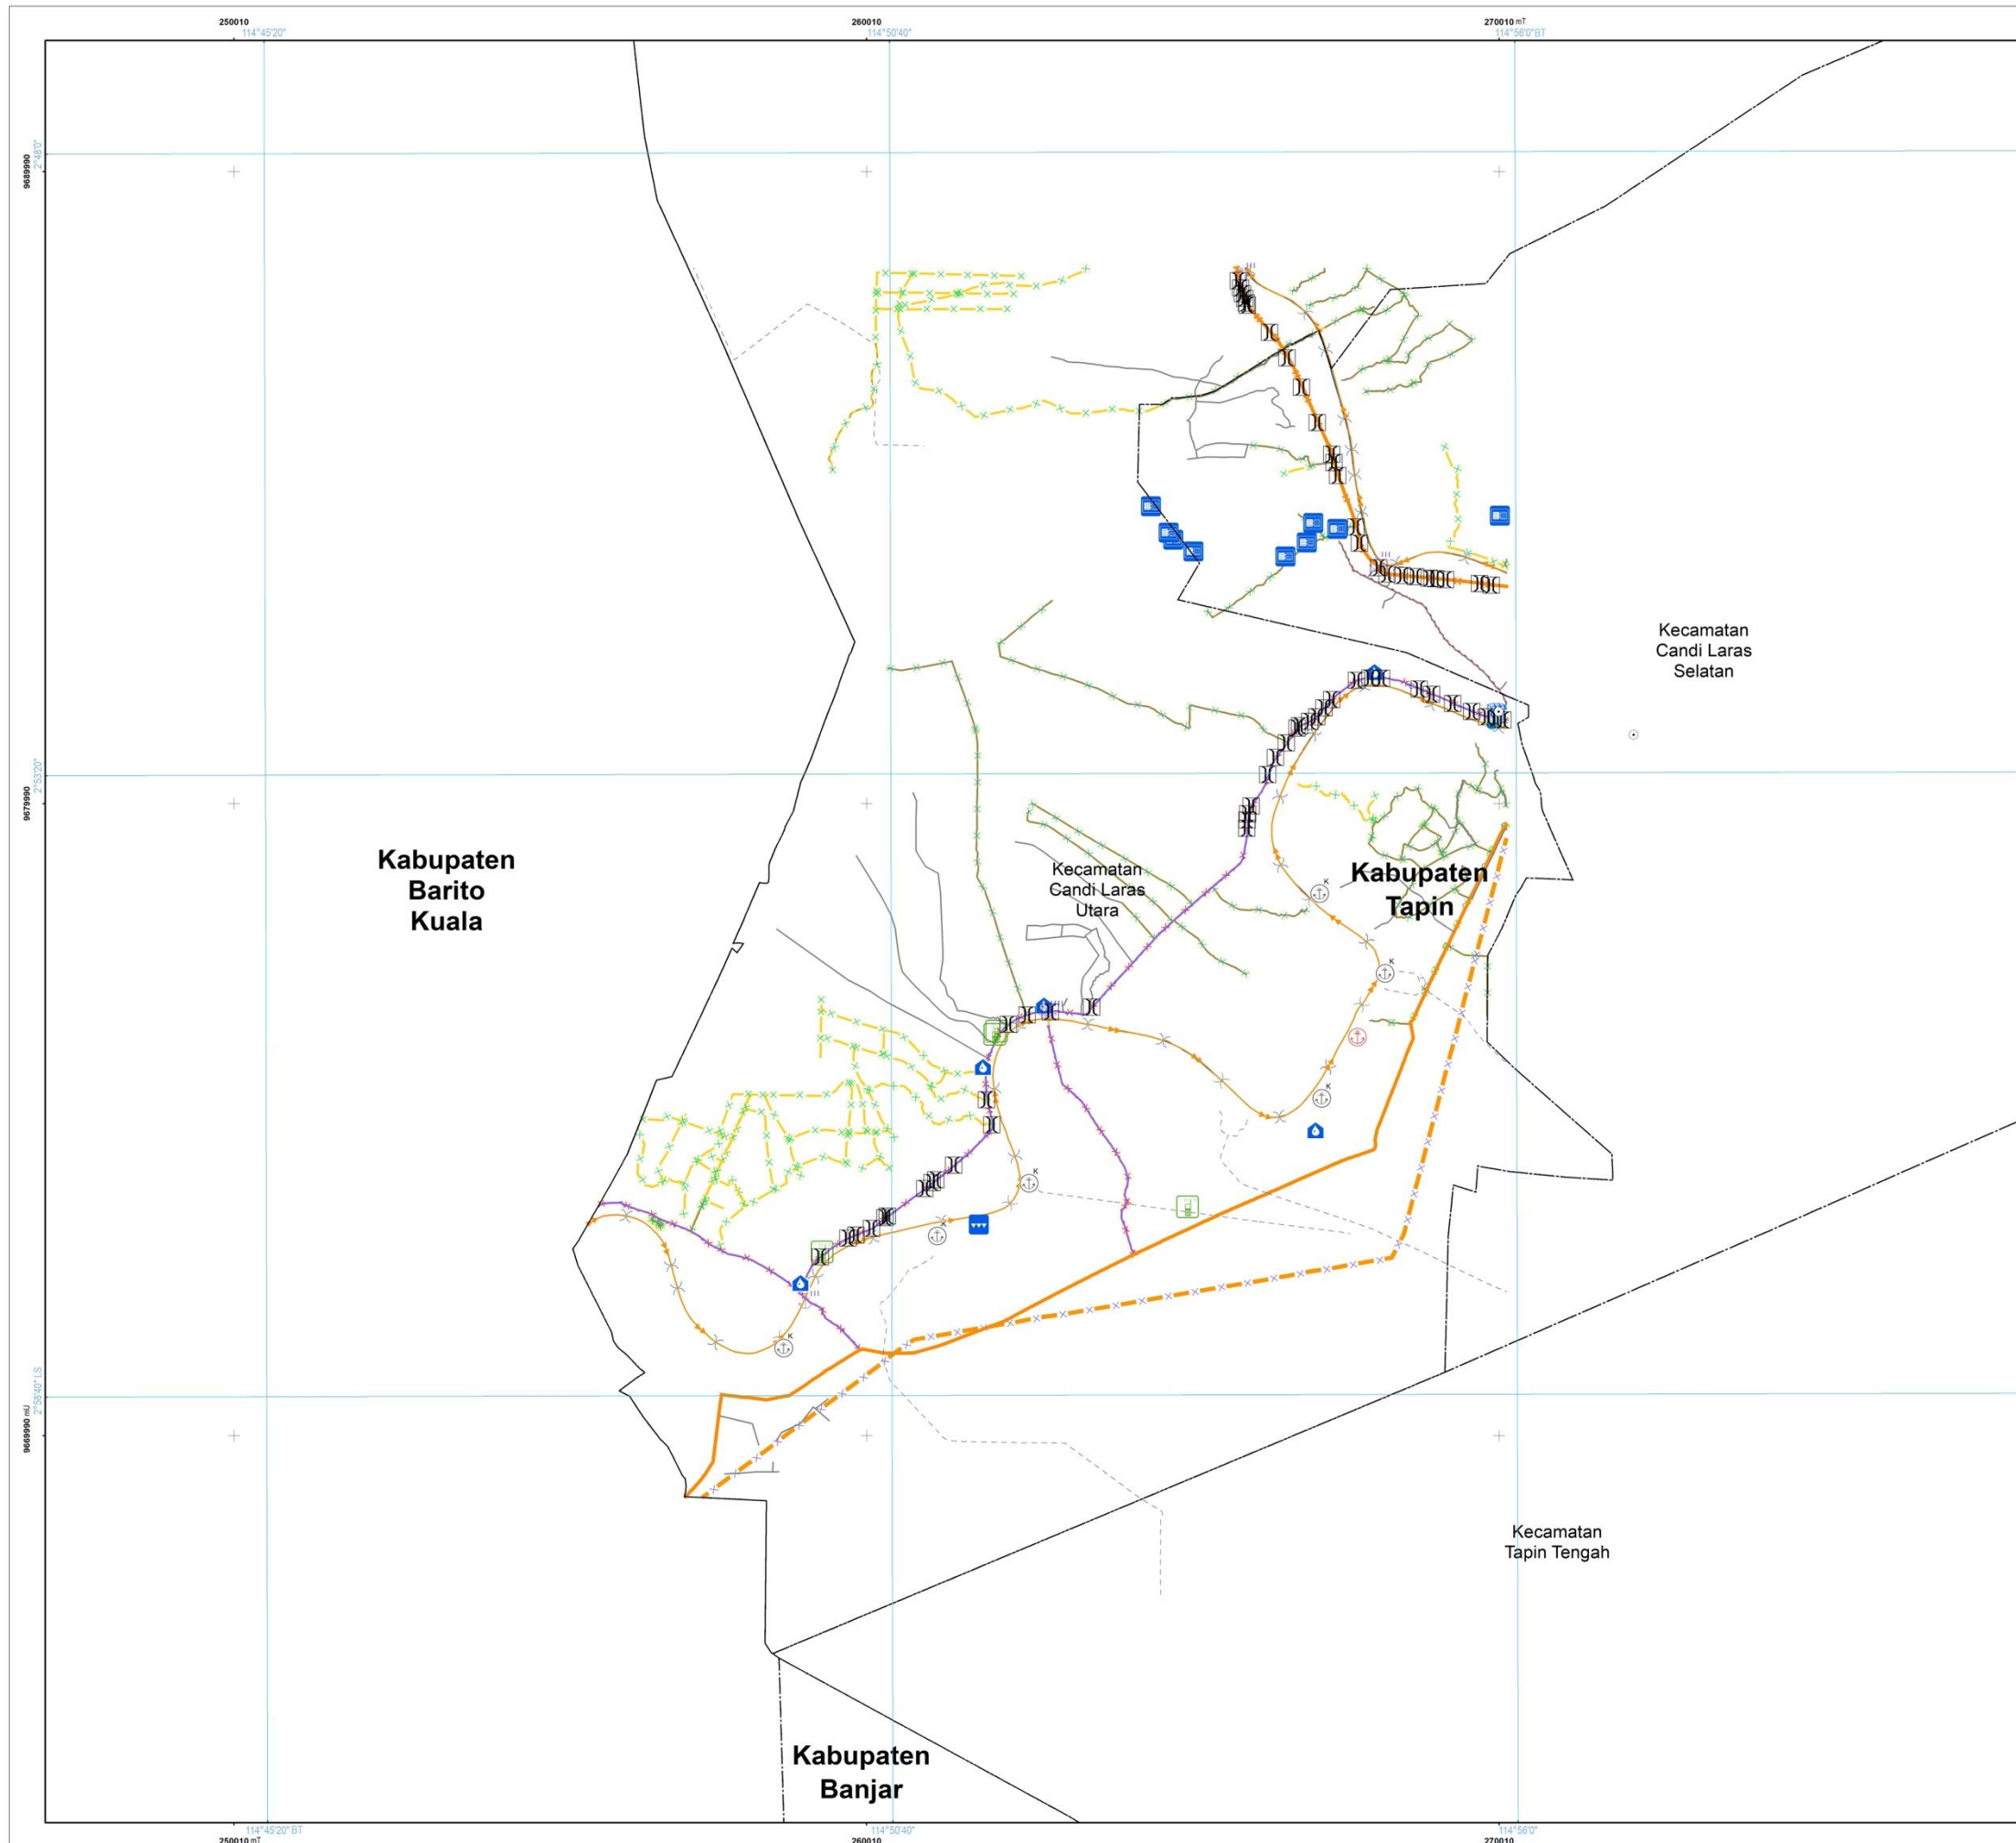 250010
260010
270010 mT
114°45'20"
114°50'40"
114°56'0"BT
9689990
2°48'0"
Kecamatan
Candi Laras
Selatan
9679990
2°53'20"
Kabupaten
Barito
Kuala
Kecamatan
Candi Laras
Utara
Kabupaten
Tapin
K
K
K
K
K
K
9669990 mU
2°58'40" LS
Kecamatan
Tapin Tengah
Kabupaten
Banjar
114°45'20" BT
114°50'40"
114°56'0"
250010 mT
260010
270010